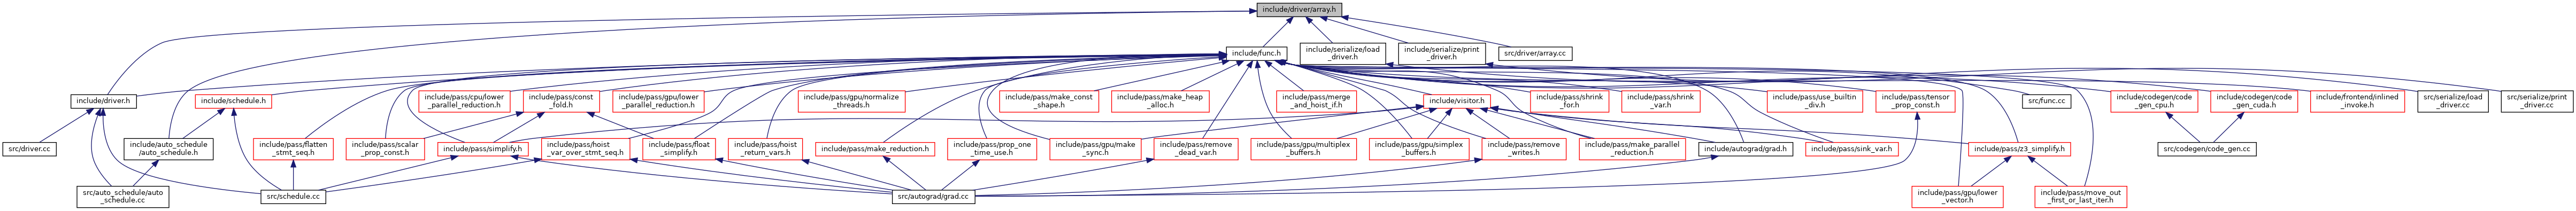 include/driver/array.h
include/func.h
include/serialize/load
_driver.h
include/serialize/print
_driver.h
src/driver/array.cc
include/driver.h
include/schedule.h
include/pass/cpu/lower
_parallel_reduction.h
include/pass/const
_fold.h
include/pass/gpu/lower
_parallel_reduction.h
include/pass/gpu/normalize
_threads.h
include/pass/make_const
_shape.h
include/pass/make_heap
_alloc.h
include/pass/merge
_and_hoist_if.h
include/visitor.h
include/pass/shrink
_for.h
include/pass/shrink
_var.h
include/pass/use_builtin
_div.h
include/pass/tensor
_prop_const.h
src/func.cc
include/codegen/code
_gen_cpu.h
include/codegen/code
_gen_cuda.h
include/frontend/inlined
_invoke.h
src/serialize/load
_driver.cc
src/serialize/print
_driver.cc
src/driver.cc
include/auto_schedule
/auto_schedule.h
include/pass/flatten
_stmt_seq.h
include/pass/scalar
_prop_const.h
include/pass/simplify.h
include/pass/hoist
_var_over_stmt_seq.h
include/pass/float
_simplify.h
include/pass/hoist
_return_vars.h
include/pass/make_reduction.h
include/pass/prop_one
_time_use.h
include/pass/gpu/make
_sync.h
include/pass/remove
_dead_var.h
include/pass/gpu/multiplex
_buffers.h
include/pass/gpu/simplex
_buffers.h
include/pass/remove
_writes.h
include/pass/make_parallel
_reduction.h
include/autograd/grad.h
include/pass/sink_var.h
include/pass/z3_simplify.h
src/codegen/code_gen.cc
src/auto_schedule/auto
_schedule.cc
src/schedule.cc
src/autograd/grad.cc
include/pass/gpu/lower
_vector.h
include/pass/move_out
_first_or_last_iter.h